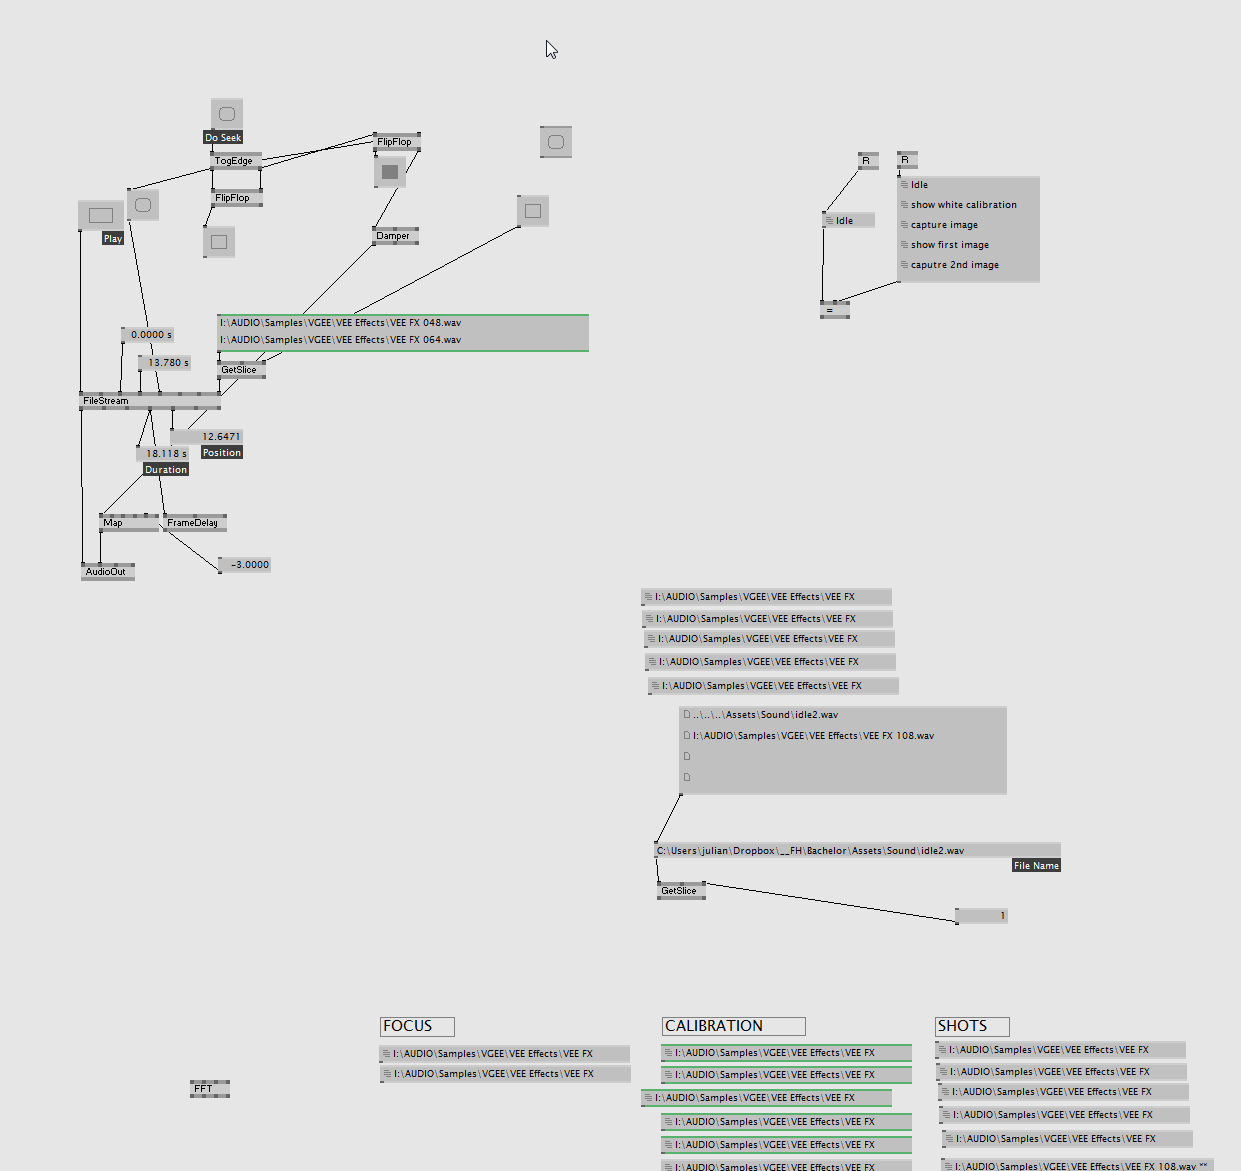 Do Seek
TogEdge
FlipFlop
R
R
Idle
show white calibration
capture image
show first image
caputre 2nd image
FlipFlop
Play
Idle
Damper
=
0.0000 s
I:\AUDIO\Samples\VGEE\VEE Effects\VEE FX 048.wav
I:\AUDIO\Samples\VGEE\VEE Effects\VEE FX 064.wav
13.780 s
GetSlice
FileStream
12.6471
Position
18.118 s
Duration
Map
FrameDelay
-3.0000
AudioOut
I:\AUDIO\Samples\VGEE\VEE Effects\VEE FX
I:\AUDIO\Samples\VGEE\VEE Effects\VEE FX
I:\AUDIO\Samples\VGEE\VEE Effects\VEE FX
I:\AUDIO\Samples\VGEE\VEE Effects\VEE FX
I:\AUDIO\Samples\VGEE\VEE Effects\VEE FX
..\..\..\Assets\Sound\idle2.wav
I:\AUDIO\Samples\VGEE\VEE Effects\VEE FX 108.wav
C:\Users\julian\Dropbox\__FH\Bachelor\Assets\Sound\idle2.wav
File Name
GetSlice
1
FFT
FOCUS
I:\AUDIO\Samples\VGEE\VEE Effects\VEE FX
I:\AUDIO\Samples\VGEE\VEE Effects\VEE FX
CALIBRATION
I:\AUDIO\Samples\VGEE\VEE Effects\VEE FX
I:\AUDIO\Samples\VGEE\VEE Effects\VEE FX
I:\AUDIO\Samples\VGEE\VEE Effects\VEE FX
I:\AUDIO\Samples\VGEE\VEE Effects\VEE FX
I:\AUDIO\Samples\VGEE\VEE Effects\VEE FX
I:\AUDIO\Samples\VGEE\VEE Effects\VEE FX
SHOTS
I:\AUDIO\Samples\VGEE\VEE Effects\VEE FX
I:\AUDIO\Samples\VGEE\VEE Effects\VEE FX
I:\AUDIO\Samples\VGEE\VEE Effects\VEE FX
I:\AUDIO\Samples\VGEE\VEE Effects\VEE FX
I:\AUDIO\Samples\VGEE\VEE Effects\VEE FX
I:\AUDIO\Samples\VGEE\VEE Effects\VEE FX 108.wav **